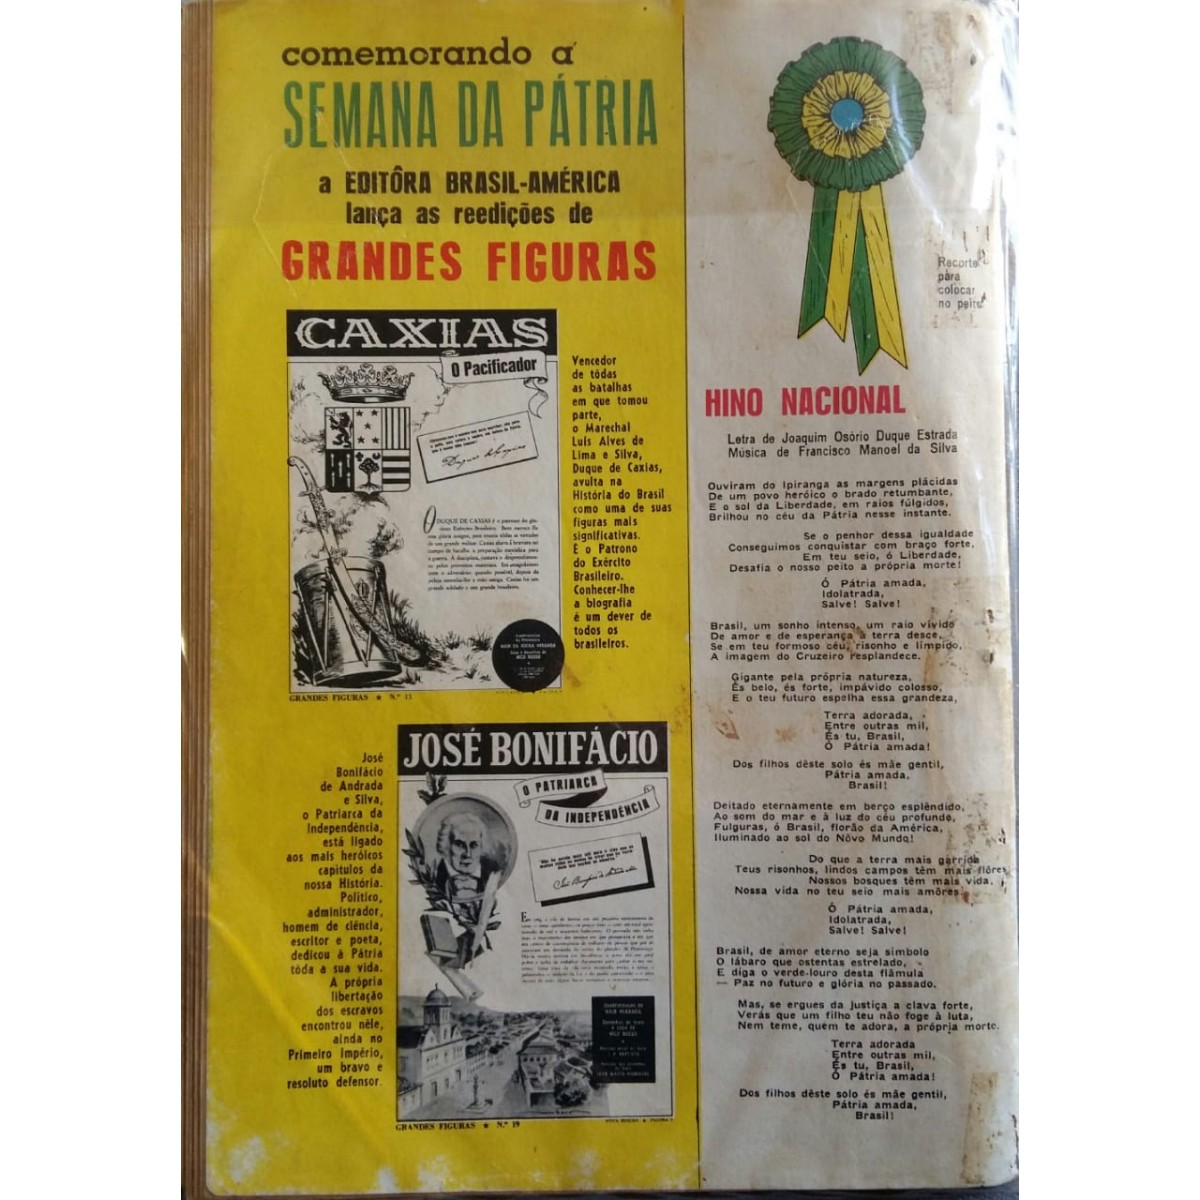 comemorando a
SEMANA DA PÁTRIA
a EDITÔRA BRASIL-AMÉRICA
lança as reedições de
GRANDES FIGURAS
CAXIAS
O Pacificador
O DUQUE DE CAXIAS é o patrono do
GRANDES FIGURAS ★ N.º 13
Vencedor
de tôdas
as batalhas
em que tomou
parte,
o Marechal
Luis Alves de
Lima e Silva,
Duque de Caxias,
avulta na
História do Brasil
como uma de suas
figuras mais
significativas.
É o Patrono
do Exército
Brasileiro.
Conhecer-lhe
a biografia
é um dever de
todos os
brasileiros.
José
Bonifácio
de Andrada
e Silva,
o Patriarca da
Independência,
está ligado
aos mais heróicos
capitulos da
nossa História.
Politico,
administrador,
homem de ciência,
escritor e poeta,
dedicou à Pátria
tôda a sua vida.
A própria
libertação
dos escravos
encontrou nêle,
ainda no
Primeiro Império,
um bravo e
resoluto defensor.
JOSÉ BONIFÁCIO
O PATRIARCA
DA INDEPENDÊNCIA
GRANDES FIGURAS ★ N.º 19
Recorte
para
colocar
no peito
HINO NACIONAL
Letra de Joaquim Osório Duque Estrada
Música de Francisco Manoel da Silva
Ouviram do Ipiranga as margens plácidas
De um povo heróico o brado retumbante,
E o sol da Liberdade, em raios fúlgidos,
Brilhou no céu da Pátria nesse instante.
Se o penhor dessa igualdade
Conseguimos conquistar com braço forte,
Em teu seio, ó Liberdade,
Desafia o nosso peito a própria morte!
Ó Pátria amada,
Idolatrada,
Salve! Salve!
Brasil, um sonho intenso, um raio vívido
De amor e de esperança à terra desce,
Se em teu formoso céu, risonho e límpido,
A imagem do Cruzeiro resplandece.
Gigante pela própria natureza,
És belo, és forte, impávido colosso,
E o teu futuro espelha essa grandeza,
Terra adorada,
Entre outras mil,
És tu, Brasil,
Ó Pátria amada!
Dos filhos dêste solo és mãe gentil,
Pátria amada,
Brasil!
Deitado eternamente em berço esplêndido,
Ao som do mar e à luz do céu profundo,
Fulguras, ó Brasil, florão da América,
Iluminado ao sol do Nôvo Mundo!
Do que a terra mais garrida
Teus risonhos, lindos campos têm mais flôres
Nossos bosques têm mais vida,
Nossa vida no teu seio mais amôres.
Ó Pátria amada,
Idolatrada,
Salve! Salve!
Brasil, de amor eterno seja símbolo
O lábaro que ostentas estrelado,
E diga o verde-louro desta flâmula
— Paz no futuro e glória no passado.
Mas, se ergues da justiça a clava forte,
Verás que um filho teu não foge à luta,
Nem teme, quem te adora, a própria morte.
Terra adorada
Entre outras mil,
És tu, Brasil,
Ó Pátria amada!
Dos filhos dêste solo és mãe gentil,
Pátria amada,
Brasil!